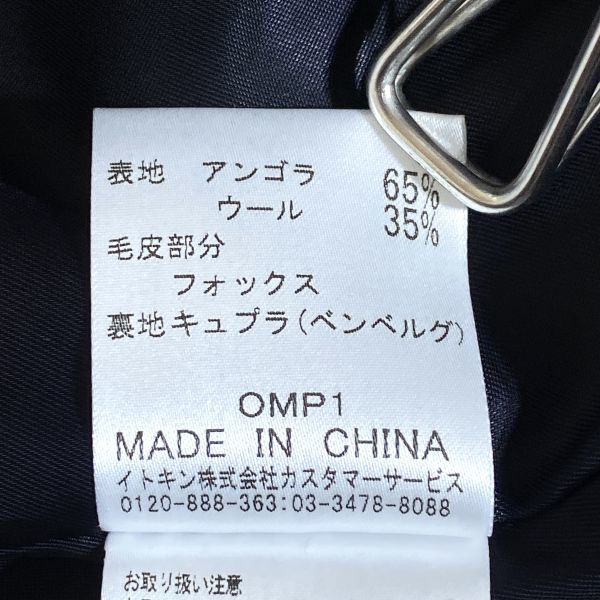 表地 アンゴラ 65%
ウール 35%
毛皮部分
フォックス
裏地キュプラ(ベンベルグ)
OMP1
MADE IN CHINA
イトキン株式会社カスタマーサービス
0120-888-363:03-3478-8088
お取り扱い注意